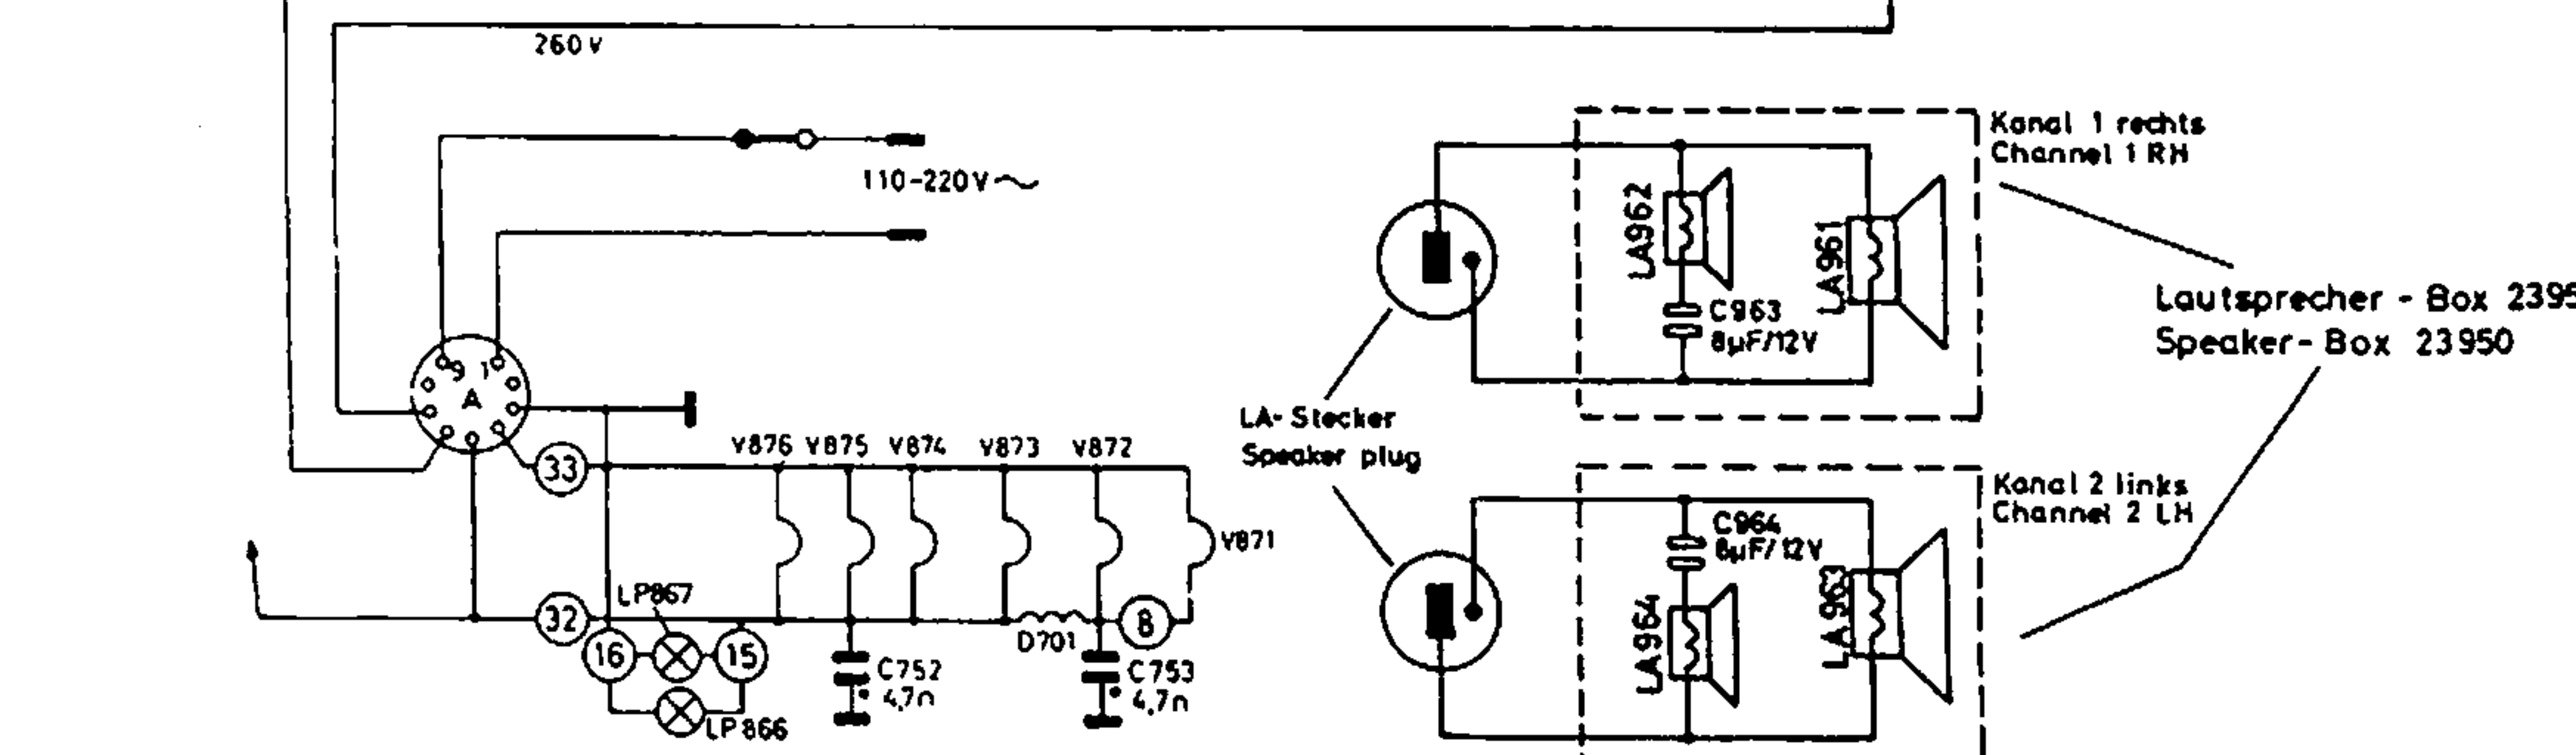 260 V
110-220V~
9 1
A
33
V876 V875 V874 V873 V872
V871
32
LP867
16
15
LP866
C752
4,7n
D701
8
C753
4,7n
Kanal 1 rechts
Channel 1 RH
LA962
LA961
C963
8µF/12V
Lautsprecher - Box 2395
Speaker-Box 23950
LA-Stecker
Speaker plug
Kanal 2 links
Channel 2 LH
C964
8µF/12V
LA964
LA963